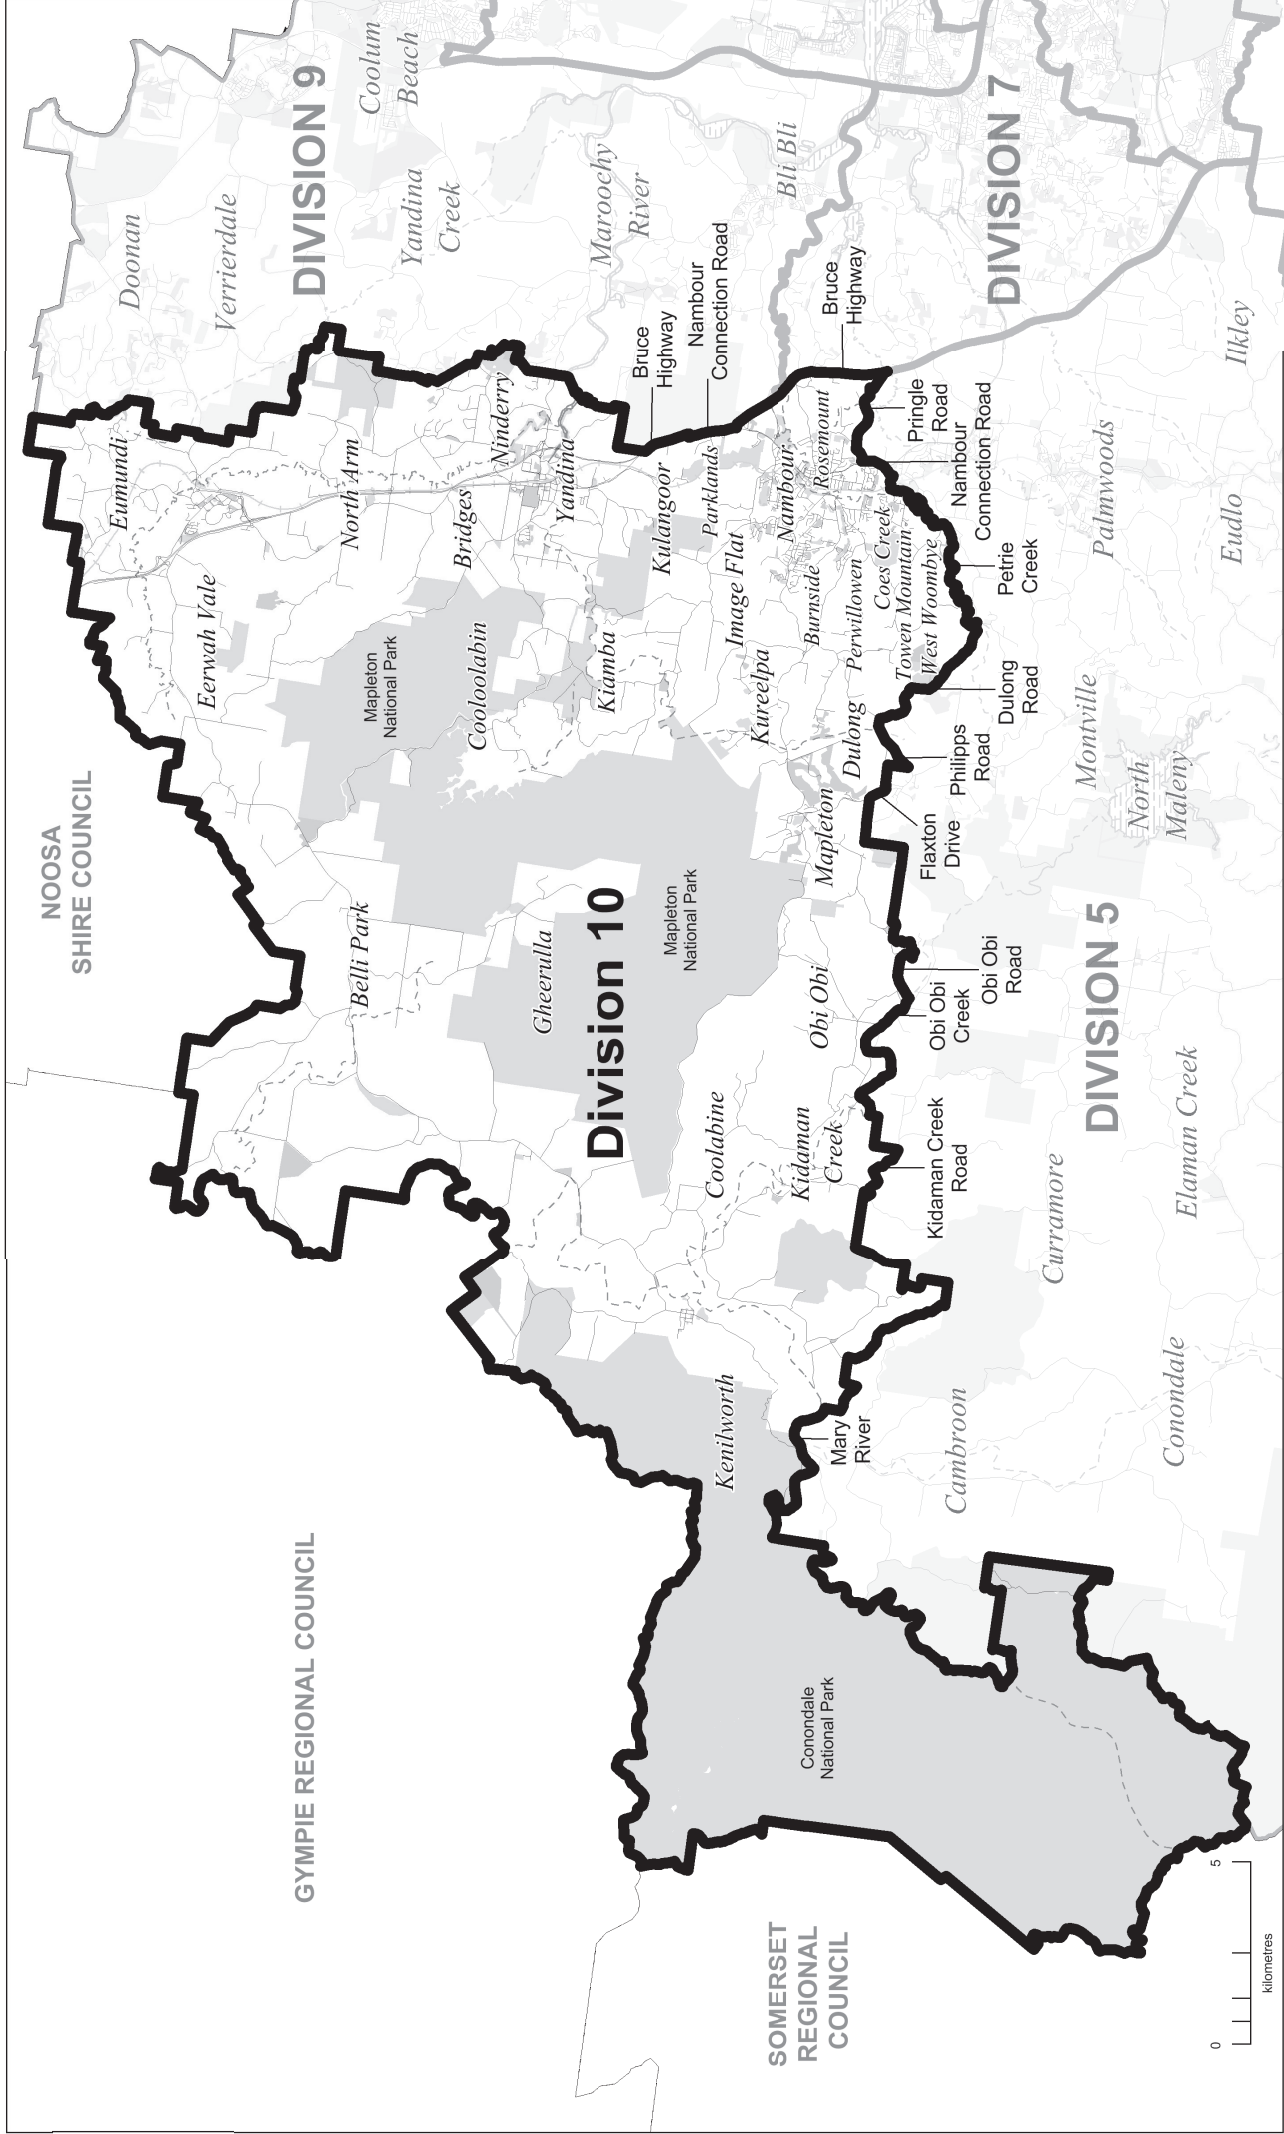 NOOSA
SHIRE COUNCIL
GYMPIE REGIONAL COUNCIL
SOMERSET
REGIONAL
COUNCIL
DIVISION 9
Doonan
Verrierdale
Coolum
Beach
Yandina
Creek
Maroochy
River
Bli Bli
DIVISION 7
Ilkley
Eumundi
Eerwah Vale
North Arm
Bridges
Ninderry
Yandina
Mapleton
National Park
Cooloolabin
Kiamba
Kulangoor
Parklands
Image Flat
Kureelpa
Nambour
Burnside
Rosemount
Perwillowen
Coes Creek
Towen Mountain
West Woombye
Dulong
Mapleton
Belli Park
Gheerulla
Division 10
Mapleton
National Park
Obi Obi
Coolabine
Kidaman
Creek
Kenilworth
Conondale
National Park
Bruce
Highway
Nambour
Connection Road
Bruce
Highway
Pringle
Road
Nambour
Connection Road
Petrie
Creek
Dulong
Road
Philipps
Road
Flaxton
Drive
Obi Obi
Road
Obi Obi
Creek
Kidaman Creek
Road
Mary
River
Palmwoods
Eudlo
Montville
North
Maleny
DIVISION 5
Elaman Creek
Curramore
Cambroon
Conondale
0
5
kilometres